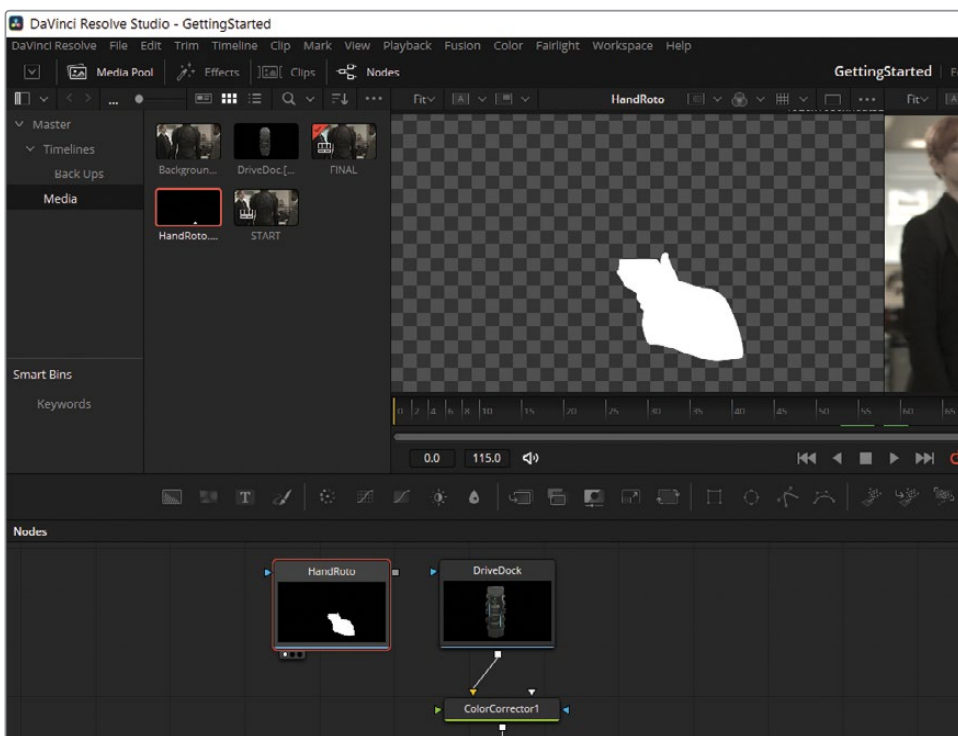 DaVinci Resolve Studio - GettingStarted
DaVinci Resolve File Edit Trim Timeline Clip Mark View Playback Fusion Color Fairlight Workspace Help
Media Pool Effects Clips Nodes GettingStarted
... Fit HandRoto ... Fit
Master
Timelines
Back Ups
Media
Backgroun... DriveDoc.[... FINAL
HandRoto.... START
Smart Bins
Keywords
0 2 4 6 8 10 15 20 25 30 35 40 45 50 55 60 65
0.0 115.0
T
Nodes
HandRoto DriveDock
ColorCorrector1